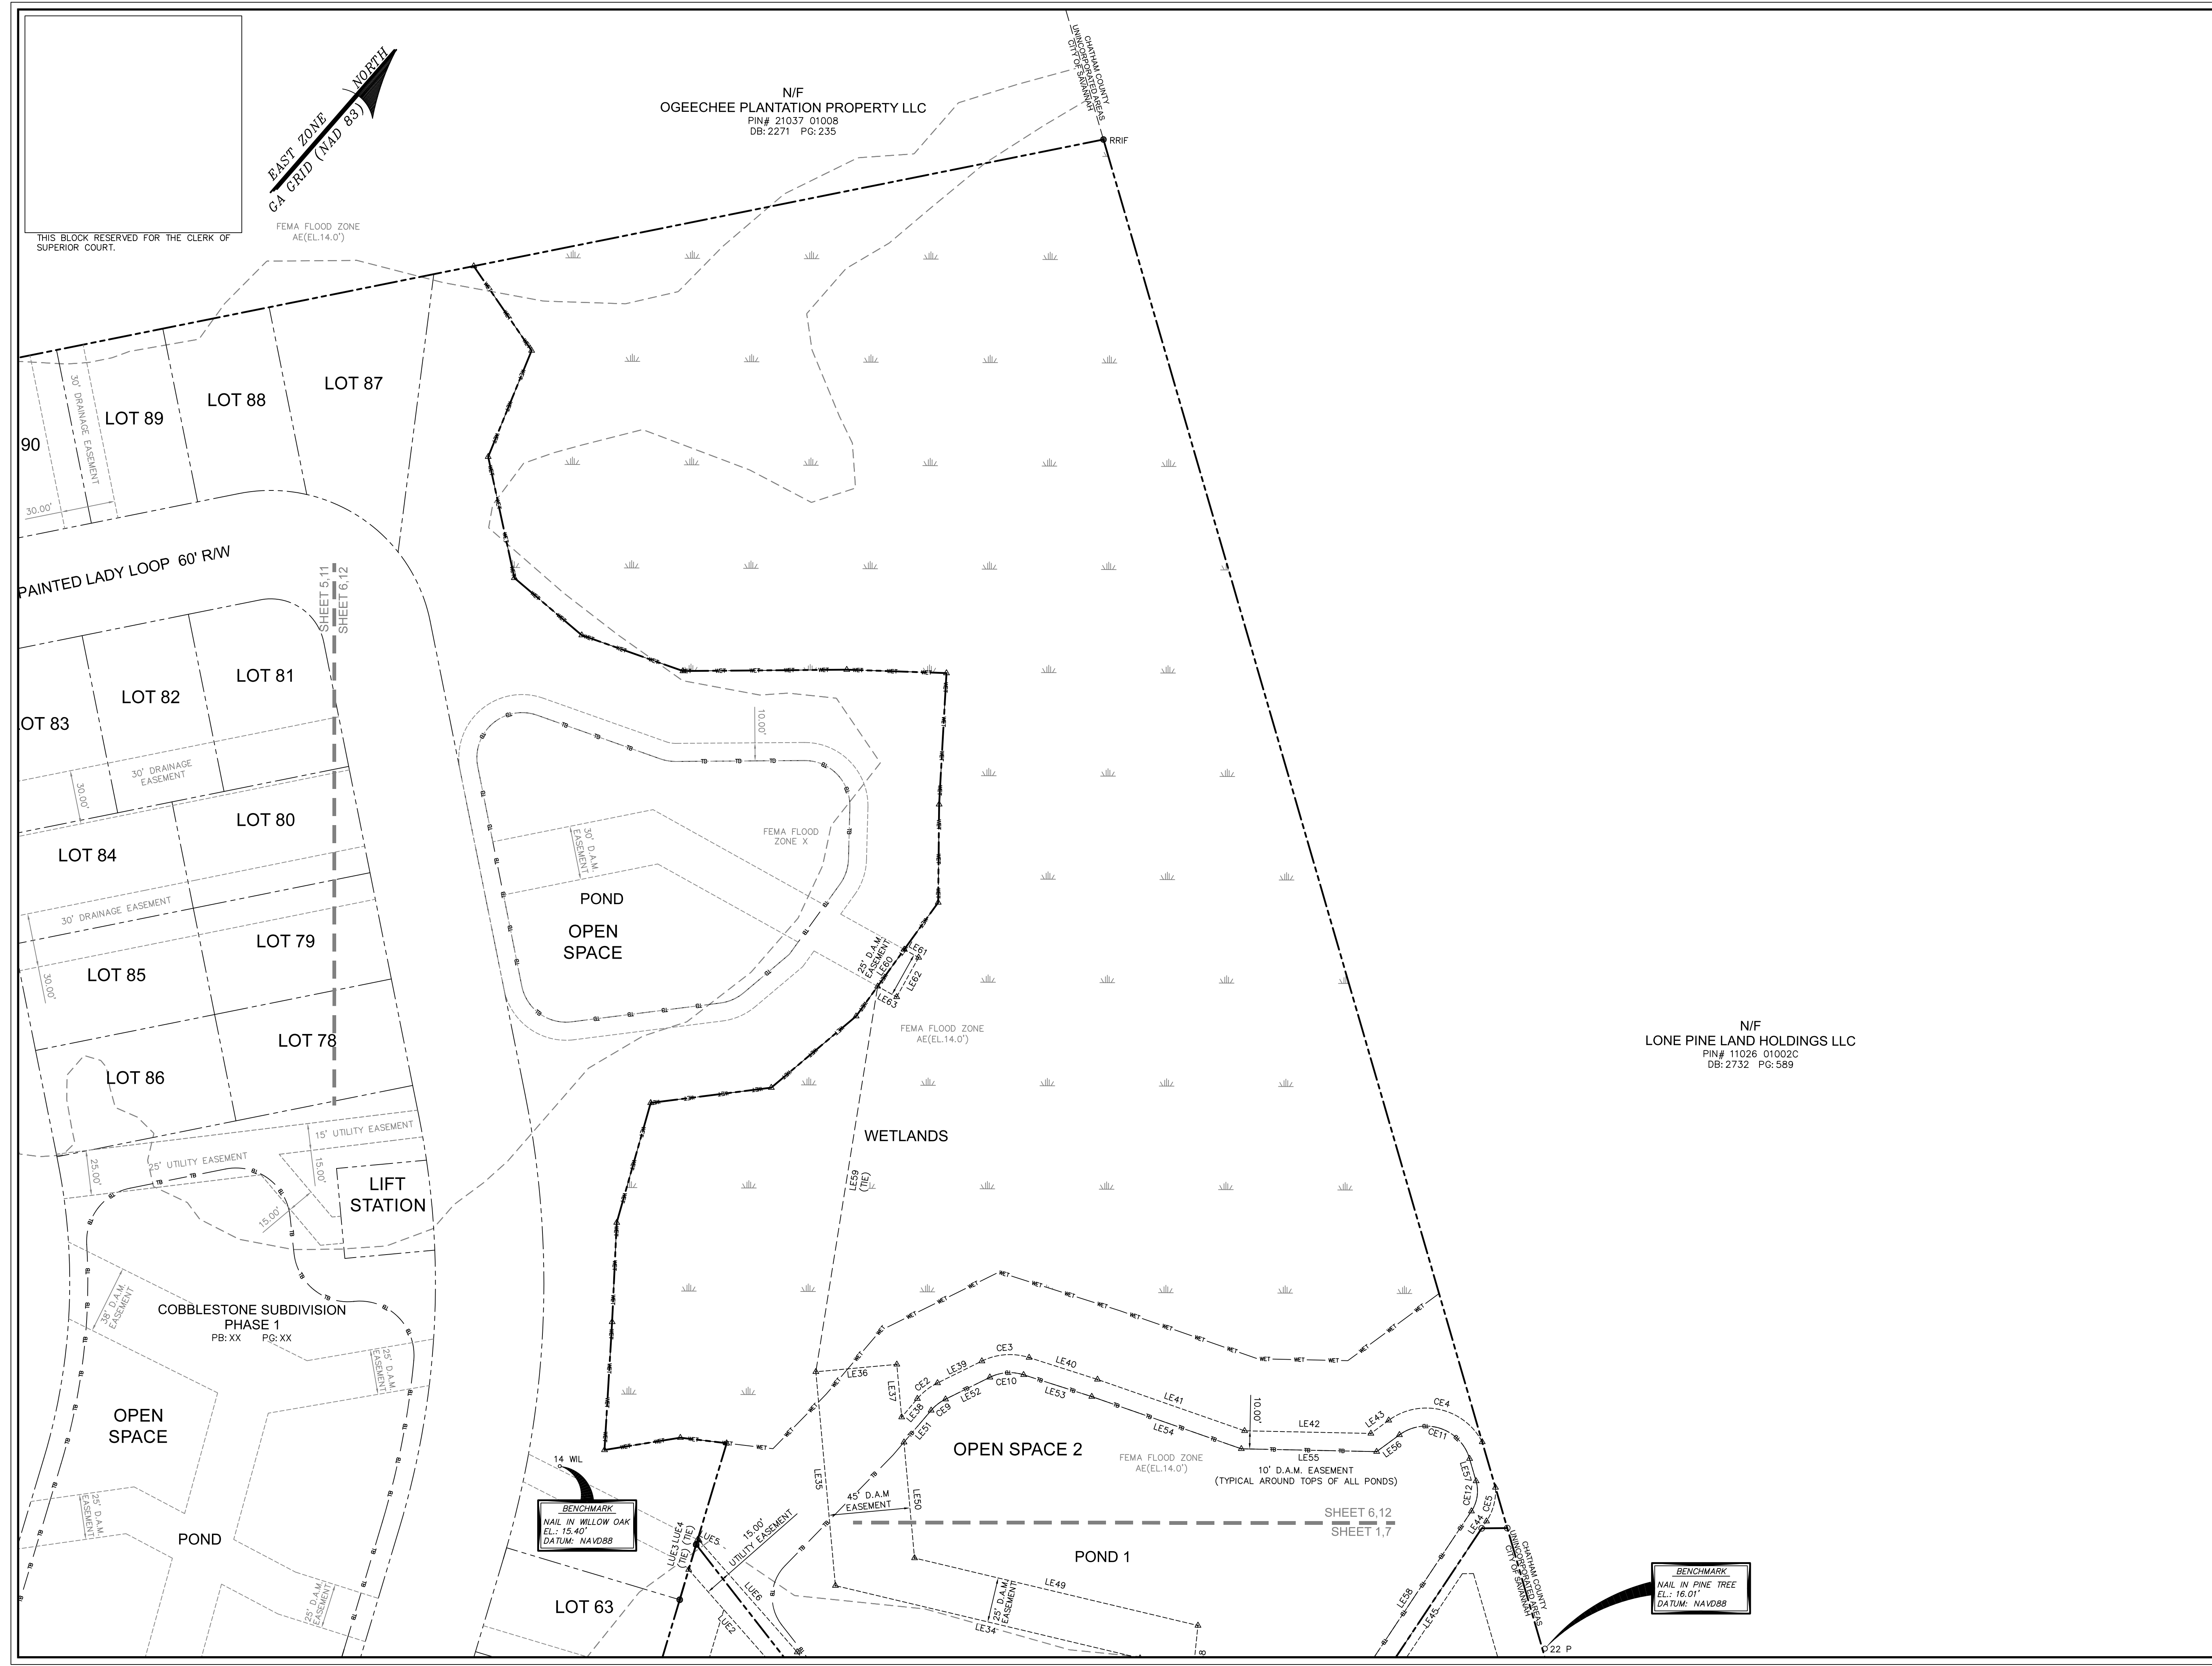 THIS BLOCK RESERVED FOR THE CLERK OF
SUPERIOR COURT.
NORTH
EAST ZONE
GA GRID (NAD 83)
FEMA FLOOD ZONE
AE(EL.14.0')
N/F
OGEECHEE PLANTATION PROPERTY LLC
PIN# 21037 01008
DB: 2271 PG: 235
CHATHAM COUNTY
UNINCORPORATED AREAS
CITY OF SAVANNAH
RRIF
90
30' DRAINAGE EASEMENT
30.00'
LOT 89
LOT 88
LOT 87
PAINTED LADY LOOP 60' R/W
SHEET 5,11
SHEET 6,12
OT 83
LOT 82
LOT 81
30' DRAINAGE
EASEMENT
30.00'
LOT 80
LOT 84
30' DRAINAGE EASEMENT
30.00'
LOT 79
LOT 85
LOT 78
LOT 86
15' UTILITY EASEMENT
25' UTILITY EASEMENT
25.00'
15.00'
15.00'
LIFT
STATION
38' D.A.M.
EASEMENT
COBBLESTONE SUBDIVISION
PHASE 1
PB: XX PG: XX
25' D.A.M.
EASEMENT
OPEN
SPACE
25' D.A.M.
EASEMENT
POND
25' D.A.M.
EASEMENT
10.00'
FEMA FLOOD
ZONE X
30' D.A.M.
EASEMENT
POND
OPEN
SPACE
25' D.A.M.
EASEMENT
LE60
LE61
LE62
LE63
FEMA FLOOD ZONE
AE(EL.14.0')
WETLANDS
LE59
(TIE)
N/F
LONE PINE LAND HOLDINGS LLC
PIN# 11026 01002C
DB: 2732 PG: 589
LE36
LE37
LE38
CE2
LE39
CE3
LE40
LE41
LE42
LE43
CE4
LE51
CE9
LE52
CE10
LE53
LE54
LE55
LE56
CE11
LE57
CE12
CE5
LE44
10.00'
OPEN SPACE 2
FEMA FLOOD ZONE
AE(EL.14.0')
10' D.A.M. EASEMENT
(TYPICAL AROUND TOPS OF ALL PONDS)
LE35
45' D.A.M
EASEMENT
LE50
SHEET 6,12
SHEET 1,7
POND 1
14 WIL
BENCHMARK
NAIL IN WILLOW OAK
EL.: 15.40'
DATUM: NAVD88
LUE3
(TIE)
LUE4
(TIE)
15.00'
UTILITY EASEMENT
LUE6
LUE2
LOT 63
LE49
25' D.A.M.
EASEMENT
LE34
LE58
LE45
CHATHAM COUNTY
UNINCORPORATED AREAS
CITY OF SAVANNAH
BENCHMARK
NAIL IN PINE TREE
EL.: 16.01'
DATUM: NAVD88
22 P